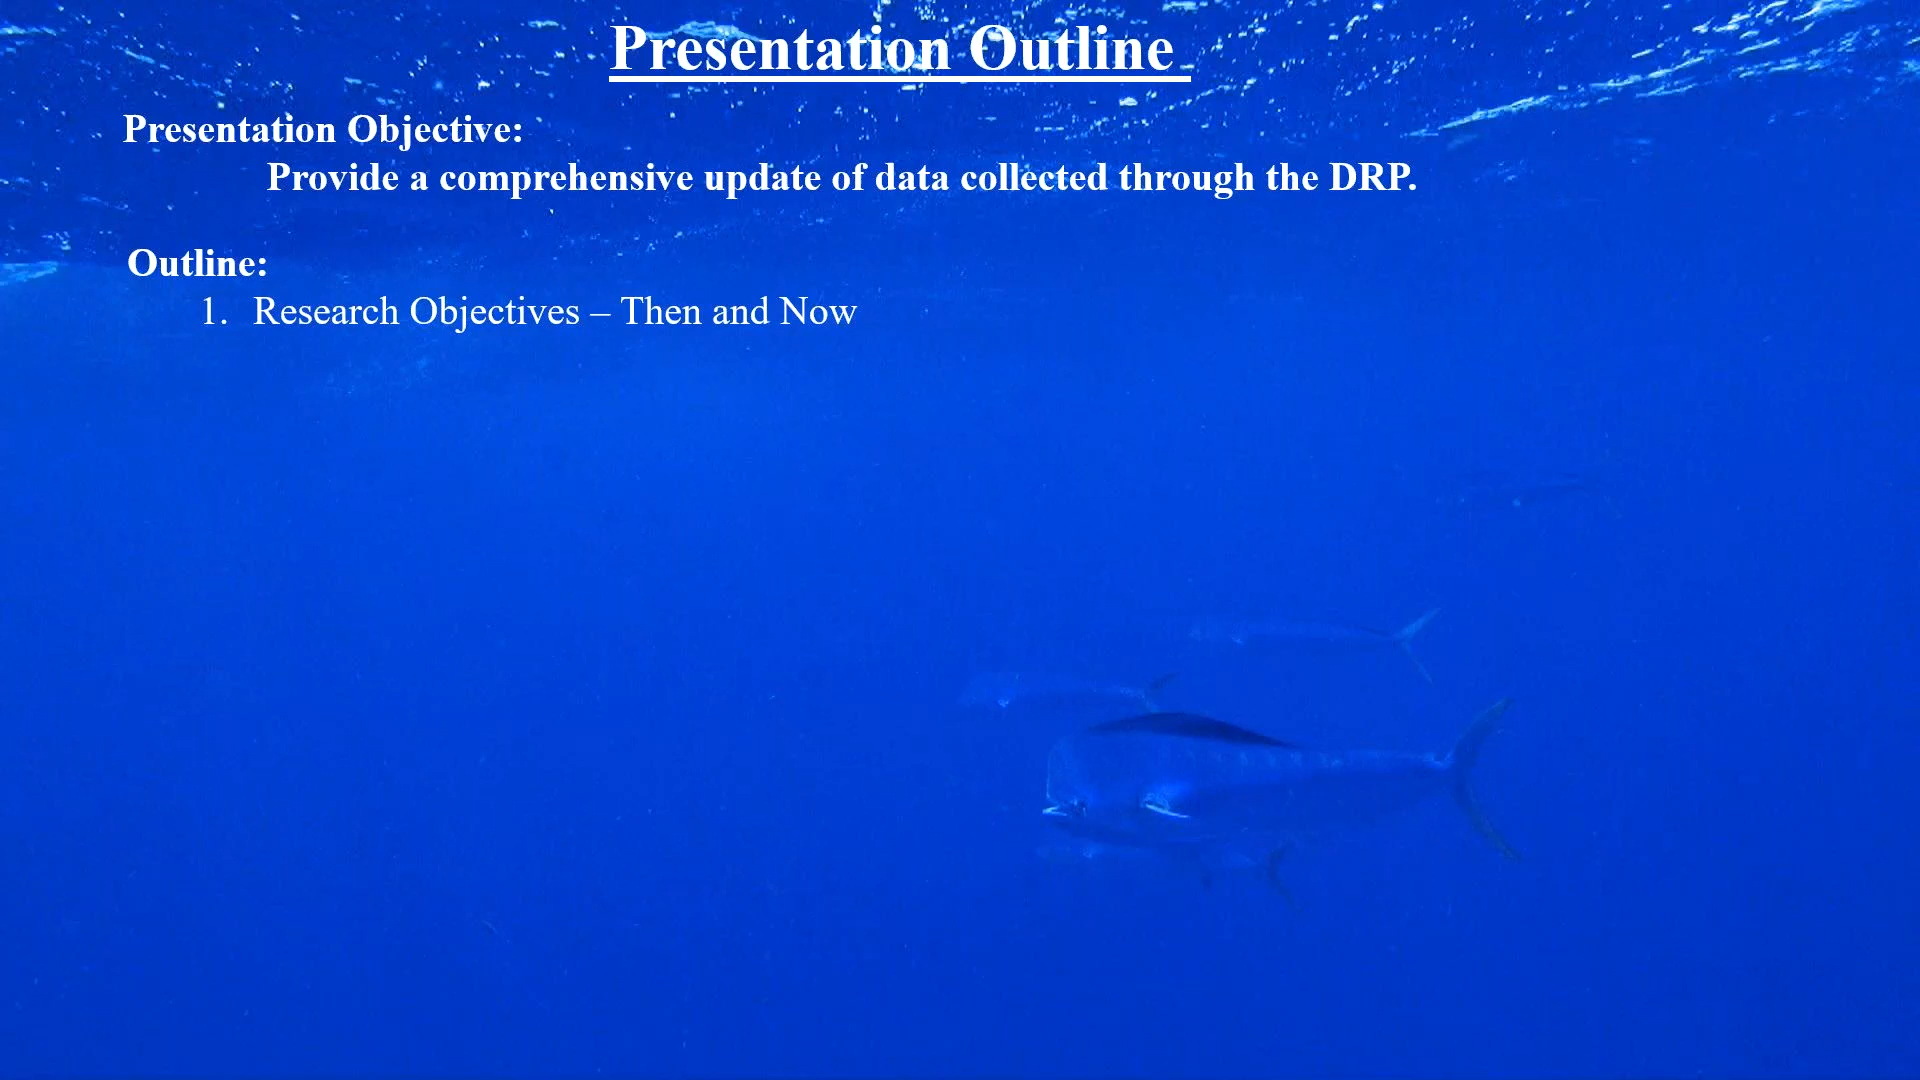 Presentation Outline
Presentation Objective:
Provide a comprehensive update of data collected through the DRP.
Outline:
1. Research Objectives – Then and Now